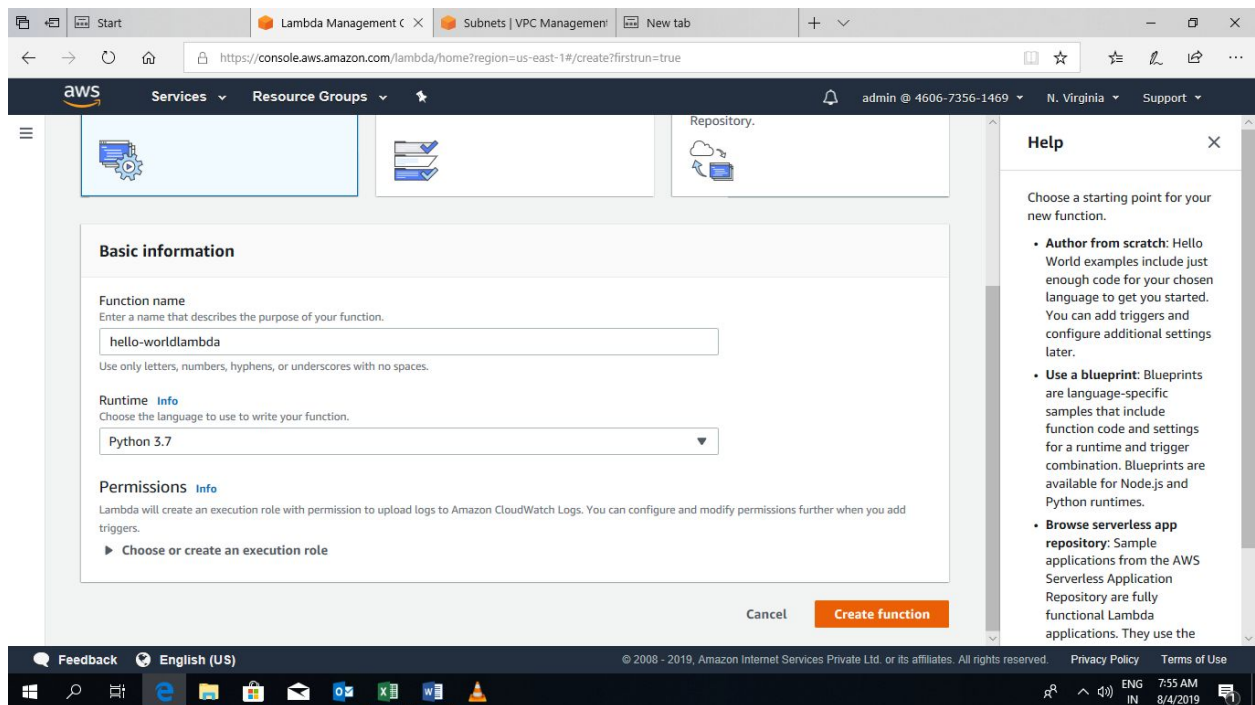 Start
Lambda Management C
Subnets | VPC Management
New tab
https://console.aws.amazon.com/lambda/home?region=us-east-1#/create?firstrun=true
aws
Services
Resource Groups
admin @ 4606-7356-1469
N. Virginia
Support
Repository.
Basic information
Function name
Enter a name that describes the purpose of your function.
hello-worldlambda
Use only letters, numbers, hyphens, or underscores with no spaces.
Runtime Info
Choose the language to use to write your function.
Python 3.7
Permissions Info
Lambda will create an execution role with permission to upload logs to Amazon CloudWatch Logs. You can configure and modify permissions further when you add
triggers.
Choose or create an execution role
Cancel
Create function
Help
Choose a starting point for your
new function.
• Author from scratch: Hello
World examples include just
enough code for your chosen
language to get you started.
You can add triggers and
configure additional settings
later.
• Use a blueprint: Blueprints
are language-specific
samples that include
function code and settings
for a runtime and trigger
combination. Blueprints are
available for Node.js and
Python runtimes.
• Browse serverless app
repository: Sample
applications from the AWS
Serverless Application
Repository are fully
functional Lambda
applications. They use the
Feedback
English (US)
© 2008 - 2019, Amazon Internet Services Private Ltd. or its affiliates. All rights reserved.
Privacy Policy
Terms of Use
ENG
IN
7:55 AM
8/4/2019